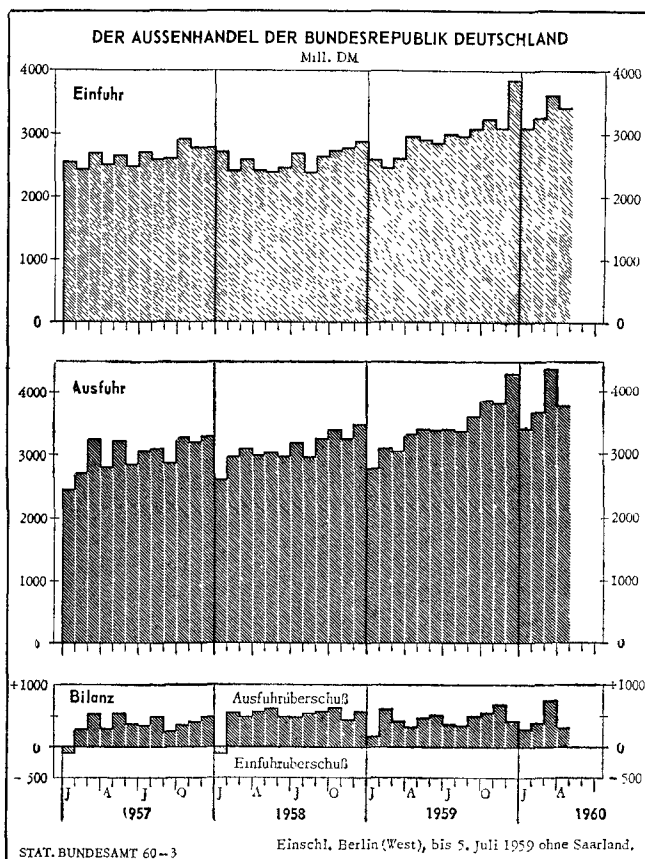 DER AUSSENHANDEL DER BUNDESREPUBLIK DEUTSCHLAND
Mill. DM
4000 4000
Einfuhr
3000 3000
2000 2000
1000 1000
0 0
Ausfuhr
4000 4000
3000 3000
2000 2000
1000 1000
0 0
+1000 +1000
Bilanz Ausfuhrüberschuß
0 0
Einfuhrüberschuß
-500 -500
J A J O J A J O J A J O J A
1957 1958 1959 1960
STAT. BUNDESAMT 60-3 Einschl. Berlin (West), bis 5. Juli 1959 ohne Saarland.